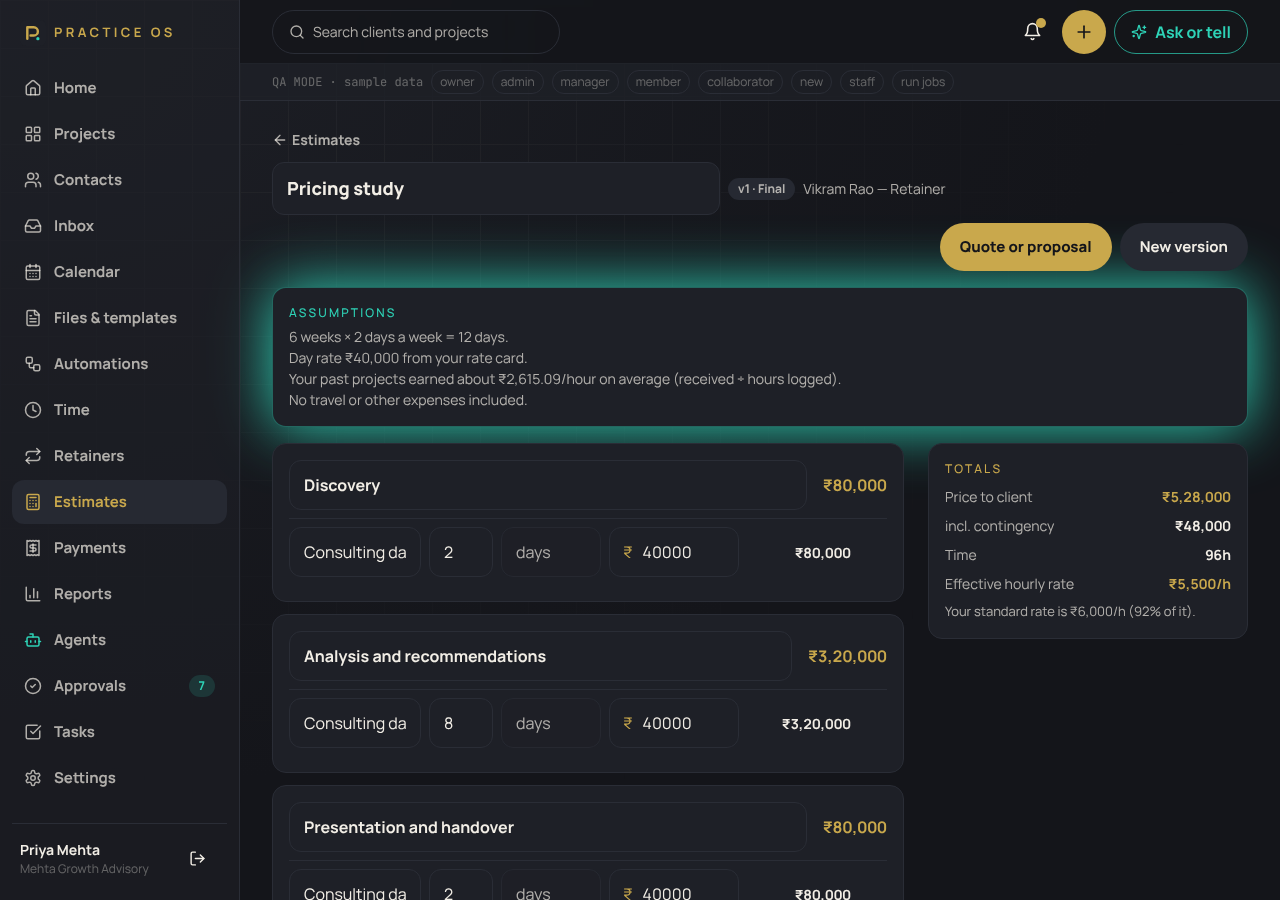 PRACTICE OS
Home
Projects
Contacts
Inbox
Calendar
Files & templates
Automations
Time
Retainers
Estimates
Payments
Reports
Agents
Approvals 7
Tasks
Settings
Priya Mehta
Mehta Growth Advisory
Search clients and projects
Ask or tell
QA MODE · sample data owner admin manager member collaborator new staff run jobs
Estimates
Pricing study v1 · Final Vikram Rao — Retainer
Quote or proposal New version
ASSUMPTIONS
6 weeks × 2 days a week = 12 days.
Day rate ₹40,000 from your rate card.
Your past projects earned about ₹2,615.09/hour on average (received ÷ hours logged).
No travel or other expenses included.
Discovery ₹80,000
Consulting da 2 days ₹ 40000 ₹80,000
Analysis and recommendations ₹3,20,000
Consulting da 8 days ₹ 40000 ₹3,20,000
Presentation and handover ₹80,000
Consulting da 2 days ₹ 40000 ₹80,000
TOTALS
Price to client ₹5,28,000
incl. contingency ₹48,000
Time 96h
Effective hourly rate ₹5,500/h
Your standard rate is ₹6,000/h (92% of it).